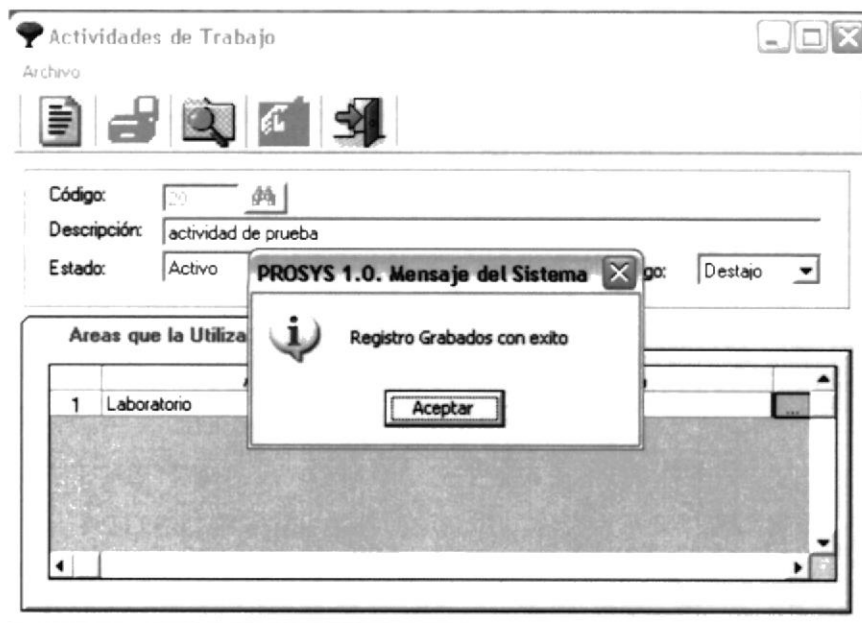 Actividades de Trabajo
Archivo
Código: 20
Descripción: actividad de prueba
Estado: Activo go: Destajo
PROSYS 1.0. Mensaje del Sistema
Registro Grabados con exito
Aceptar
Areas que la Utiliza
1 Laboratorio ...